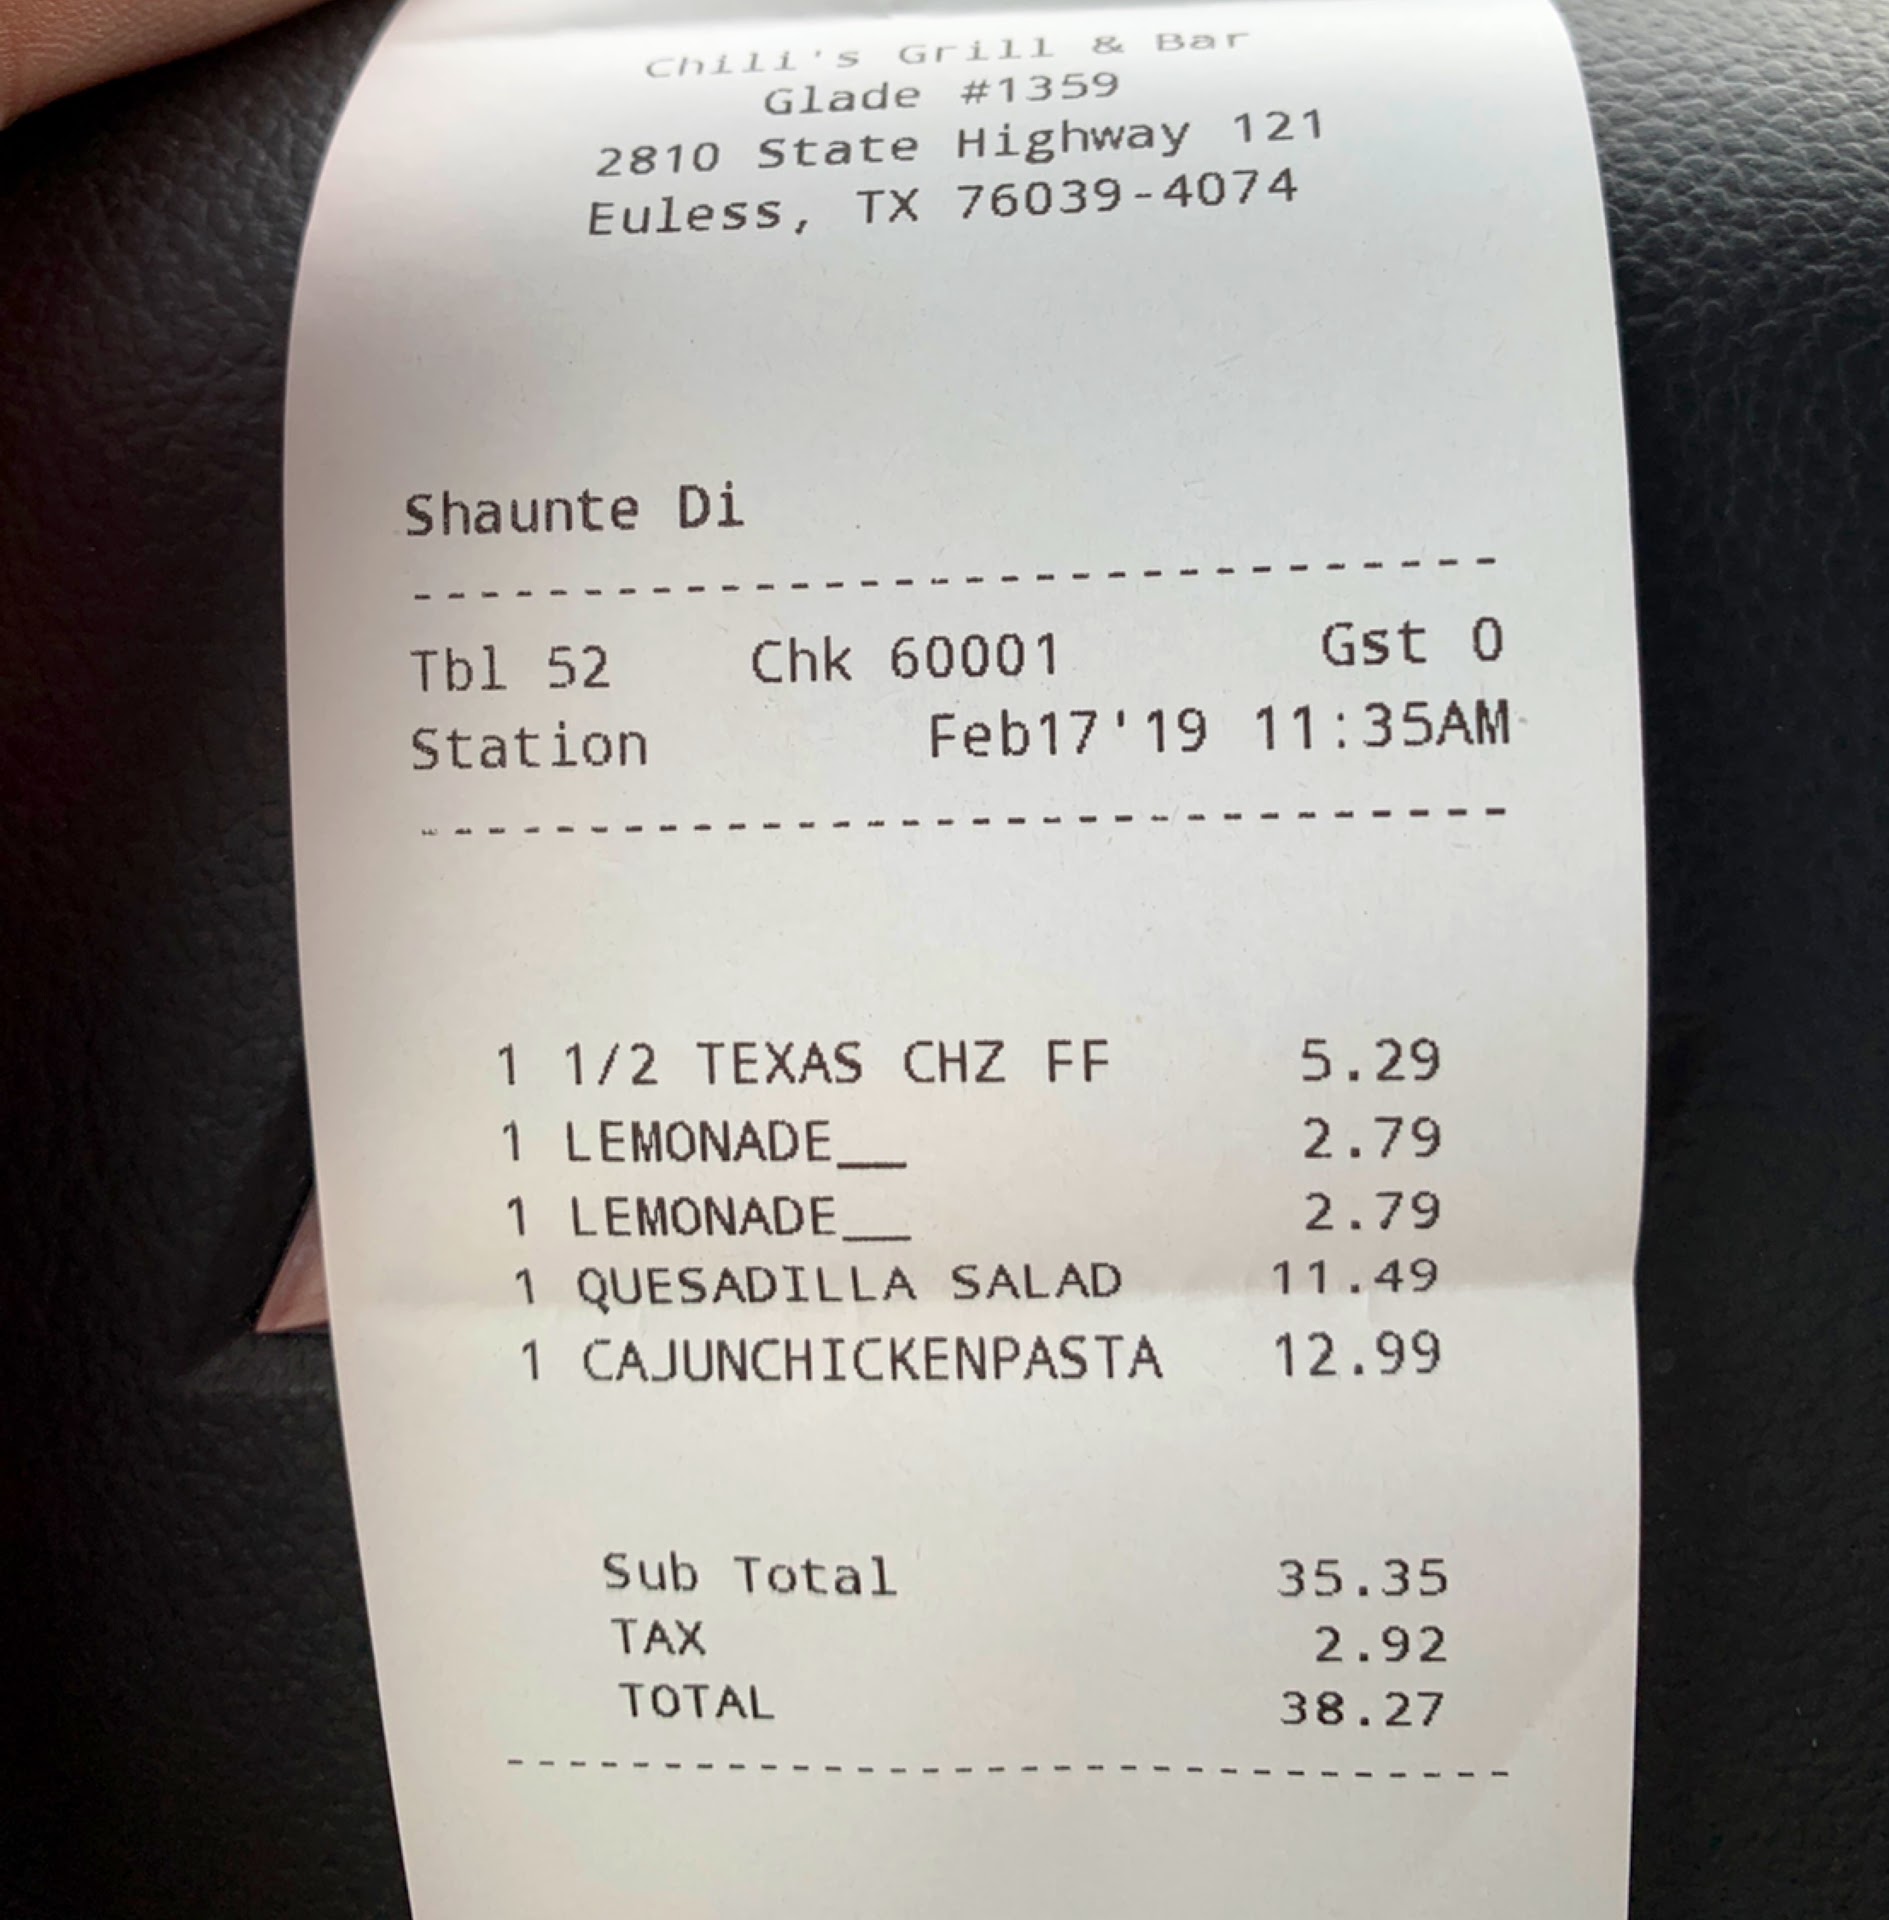 Chili's Grill & Bar
Glade #1359
2810 State Highway 121
Euless, TX 76039-4074
Shaunte Di
--------------------------------
Tbl 52 Chk 60001 Gst 0
Station Feb17'19 11:35AM
--------------------------------
1 1/2 TEXAS CHZ FF 5.29
1 LEMONADE__ 2.79
1 LEMONADE__ 2.79
1 QUESADILLA SALAD 11.49
1 CAJUNCHICKENPASTA 12.99
Sub Total 35.35
TAX 2.92
TOTAL 38.27
--------------------------------